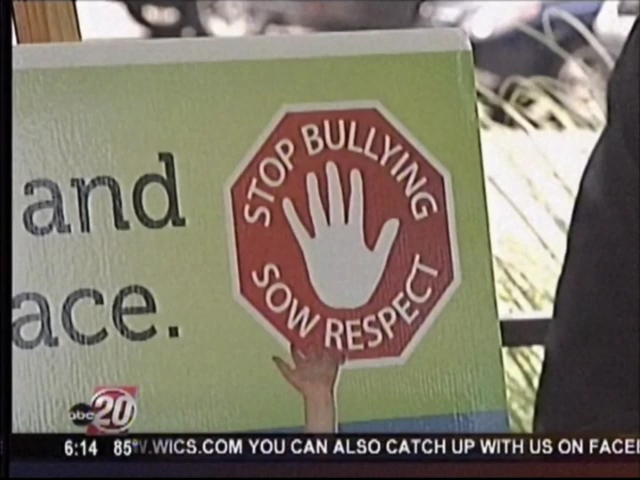 and
ace.
STOP BULLYING
SOW RESPECT
abc 20
6:14 85° V.WICS.COM YOU CAN ALSO CATCH UP WITH US ON FACE